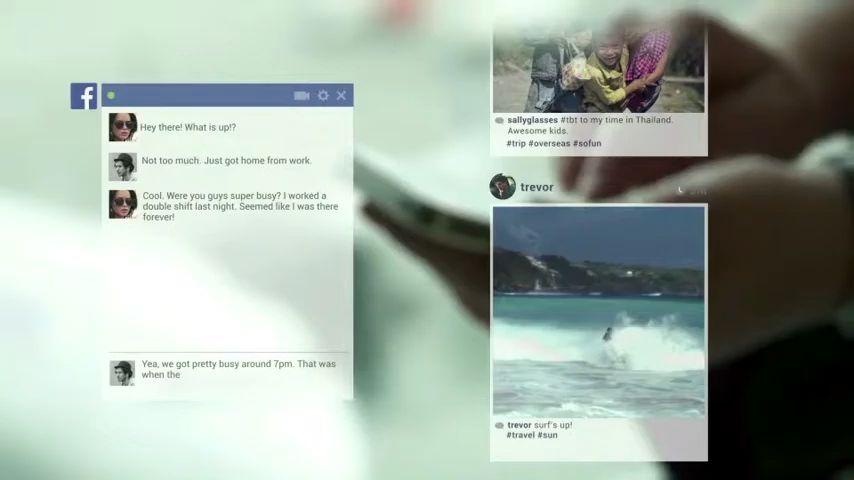 f
Hey there! What is up!?
Not too much. Just got home from work.
Cool. Were you guys super busy? I worked a
double shift last night. Seemed like I was there
forever!
Yea, we got pretty busy around 7pm. That was
when the
sallyglasses #tbt to my time in Thailand.
Awesome kids.
#trip #overseas #sofun
trevor
trevor surf's up!
#travel #sun